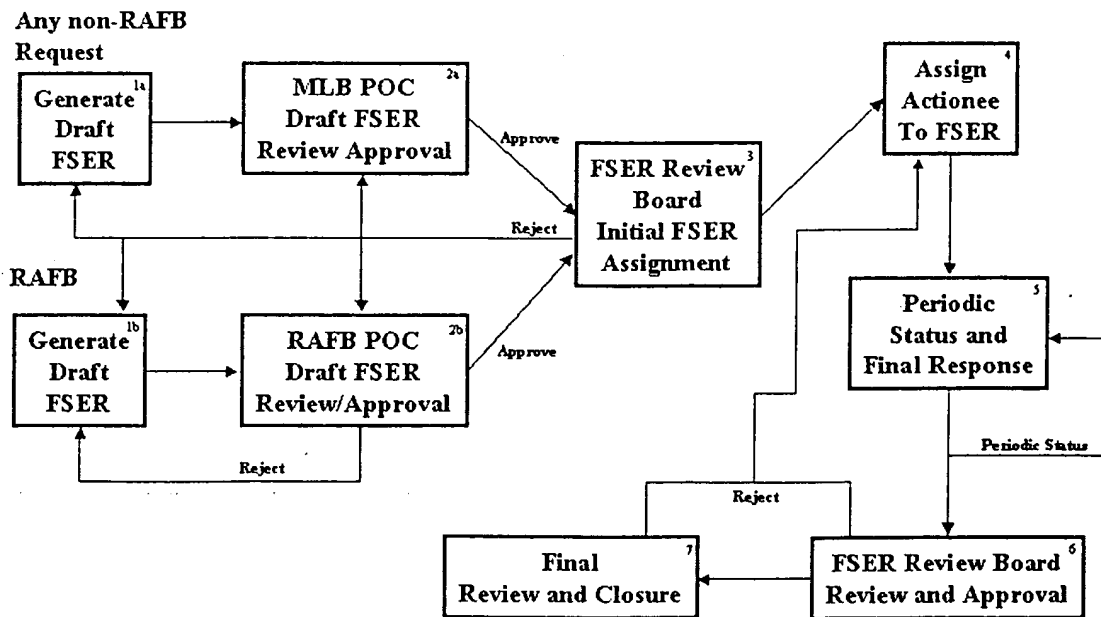 Any non-RAFB
Request
1a
Generate
Draft
FSER
2a
MLB POC
Draft FSER
Review Approval
Approve
3
FSER Review
Board
Initial FSER
Assignment
4
Assign
Actionee
To FSER
Reject
RAFB
1b
Generate
Draft
FSER
2b
RAFB POC
Draft FSER
Review/Approval
Approve
Reject
5
Periodic
Status and
Final Response
Periodic Status
Reject
7
Final
Review and Closure
6
FSER Review Board
Review and Approval